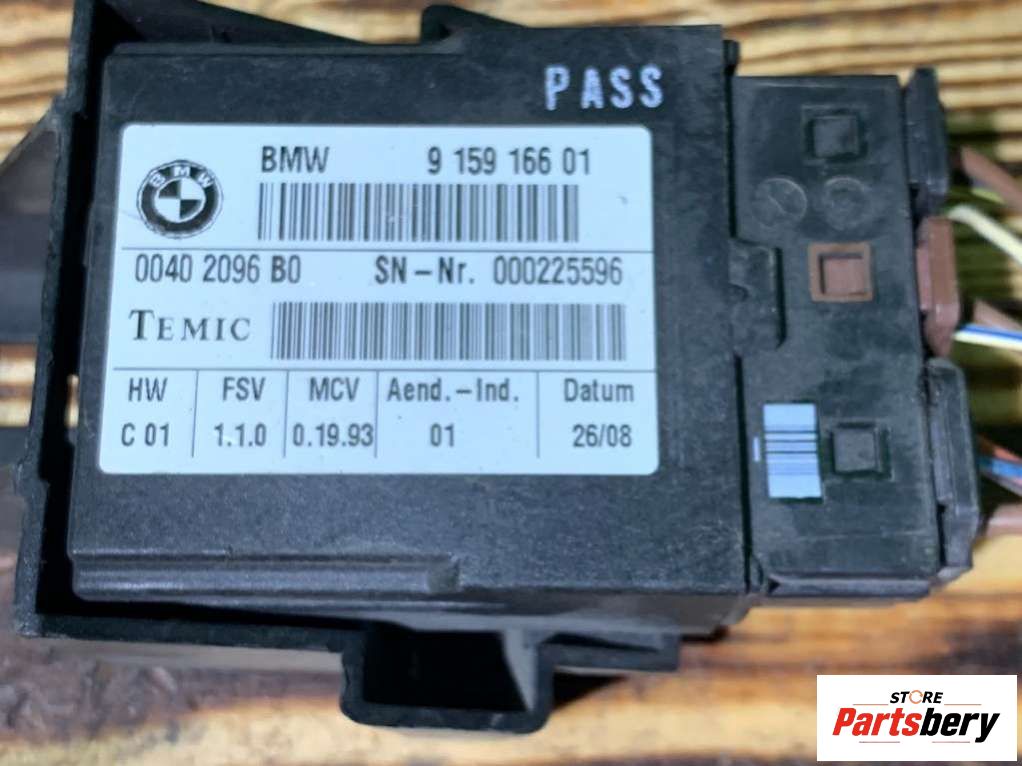 PASS
BMW 9 159 166 01
BMW
0040 2096 B0 SN-Nr. 000225596
TEMIC
HW FSV MCV Aend.-Ind. Datum
C 01 1.1.0 0.19.93 01 26/08
STORE
Partsbery